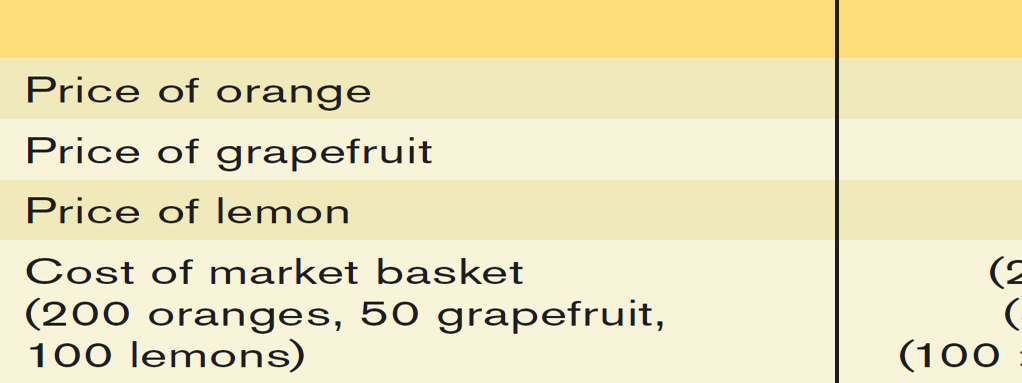 Price of orange
Price of grapefruit
Price of lemon
Cost of market basket
(200 oranges, 50 grapefruit,
100 lemons)
(100